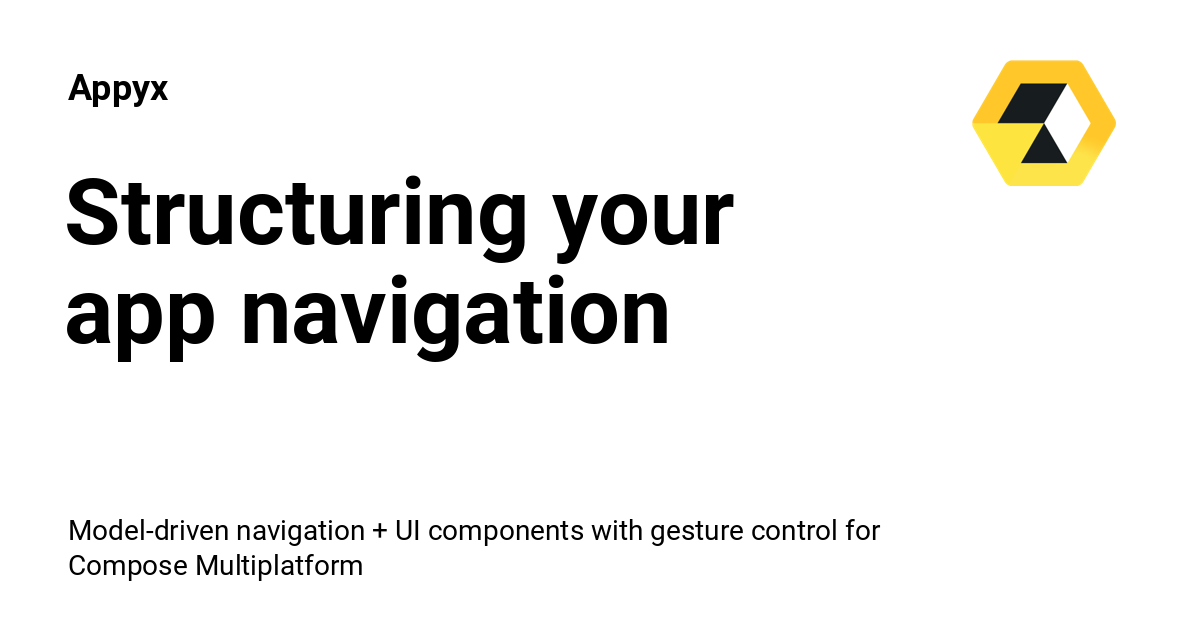 Appyx
Structuring your
app navigation
Model-driven navigation + UI components with gesture control for
Compose Multiplatform